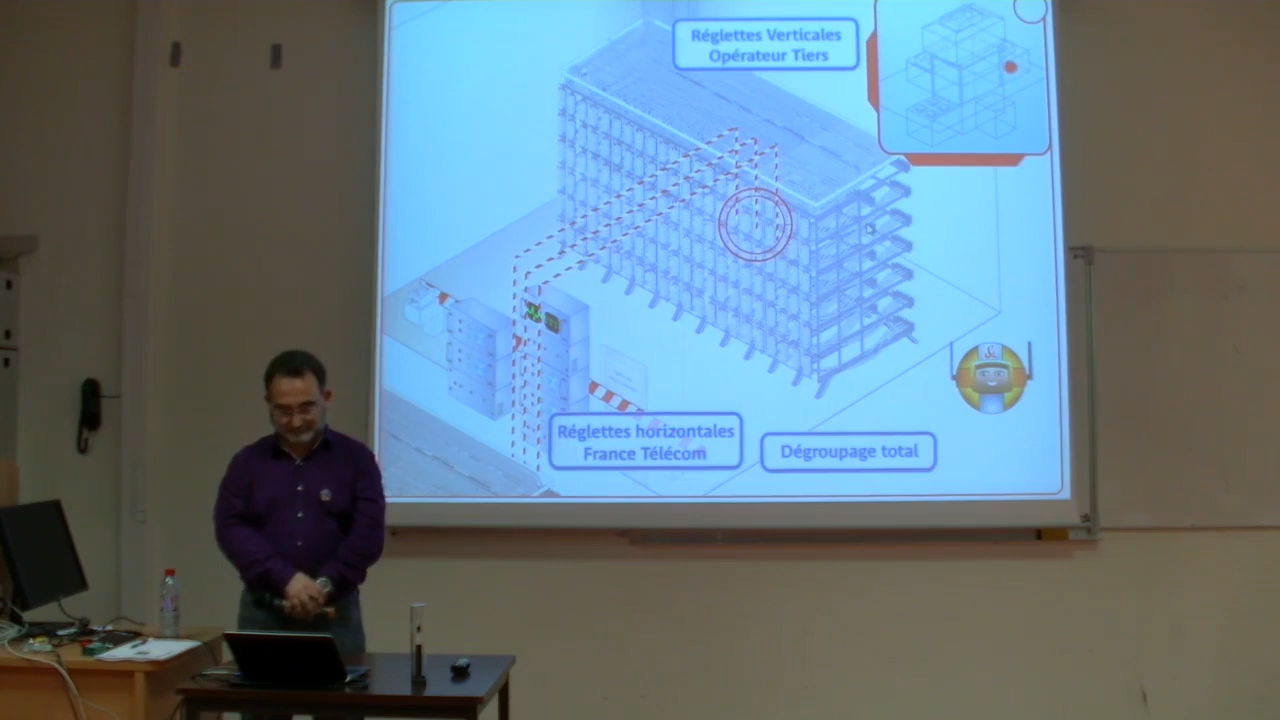 Réglettes Verticales
Opérateur Tiers
Réglettes horizontales
France Télécom
Dégroupage total